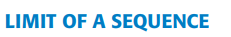 LIMIT OF A SEQUENCE